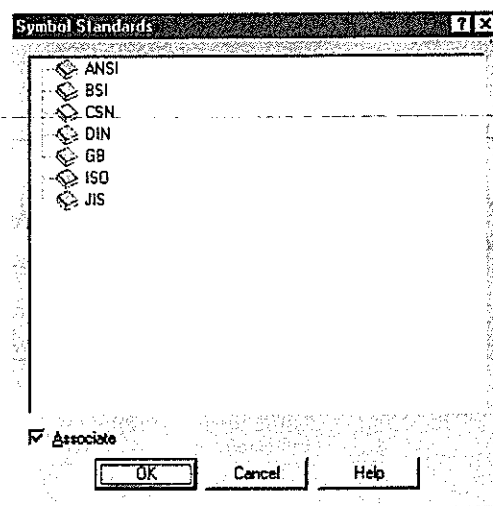 Symbol Standards
ANSI
BSI
CSN
DIN
GB
ISO
JIS
Associate
OK Cancel Help